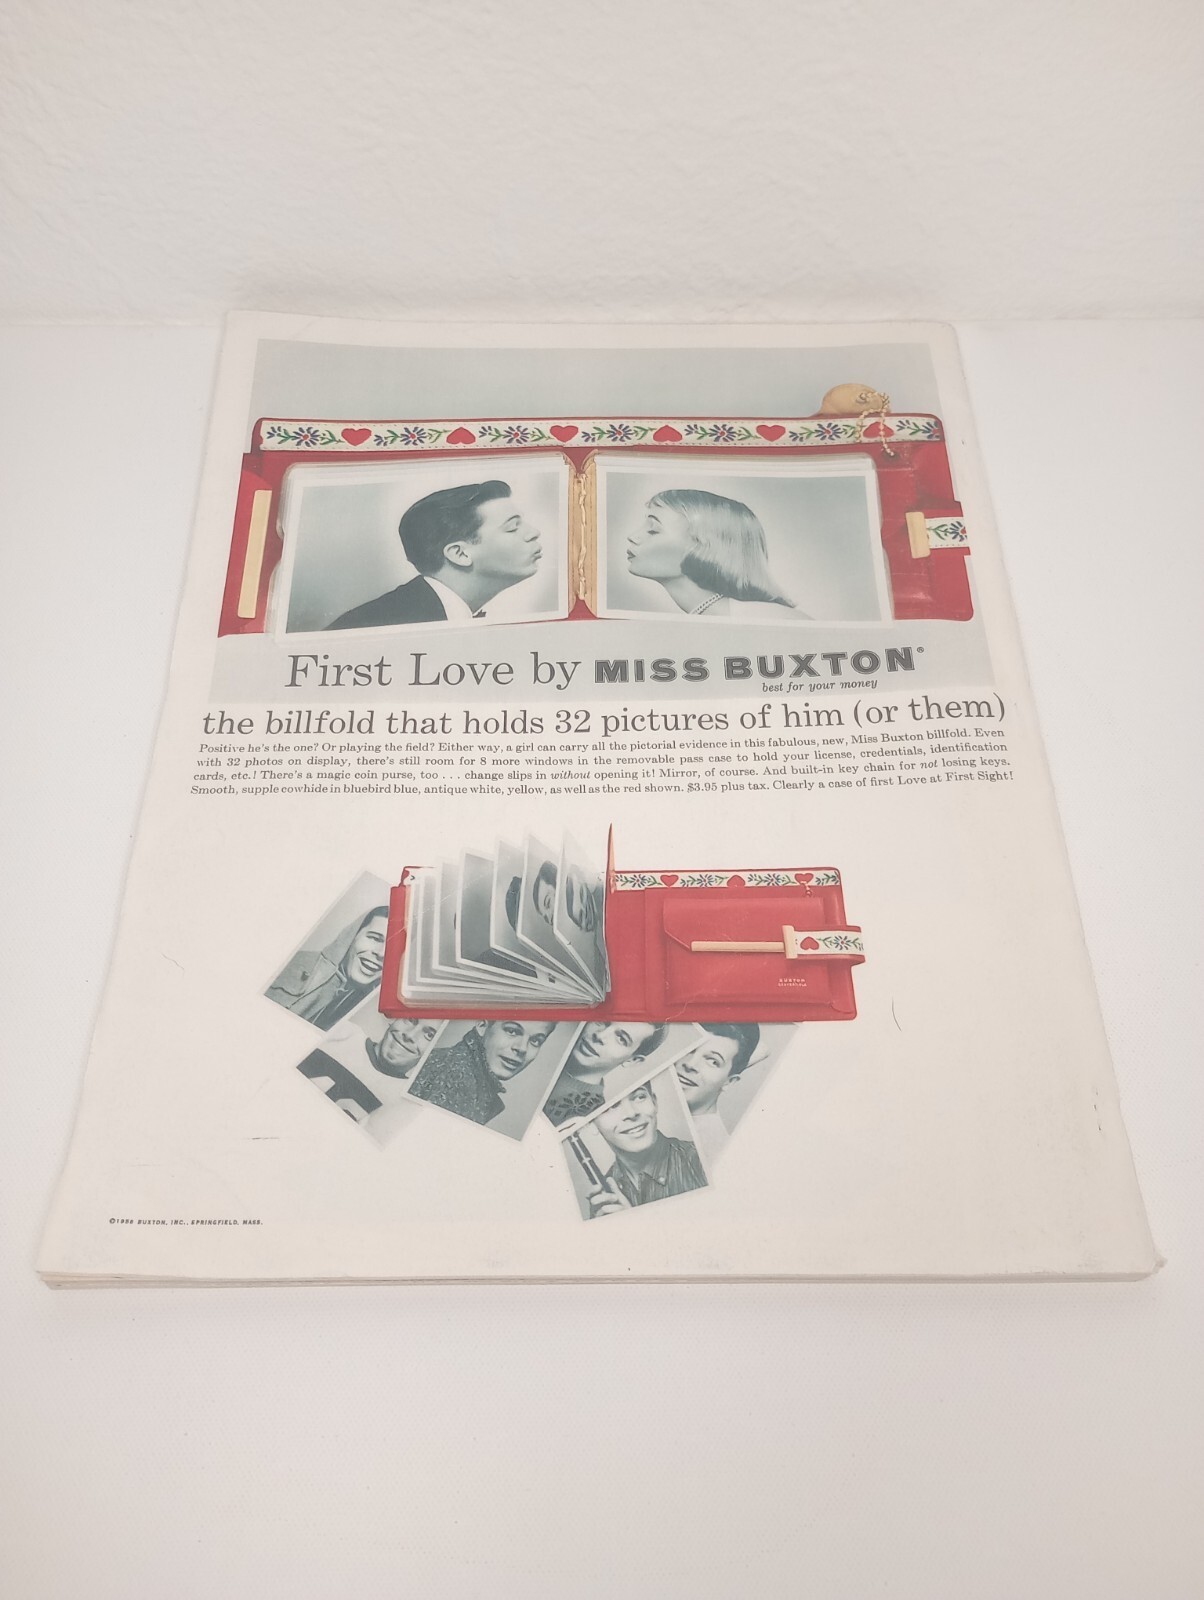 First Love by MISS BUXTON®
best for your money
the billfold that holds 32 pictures of him (or them)
Positive he's the one? Or playing the field? Either way, a girl can carry all the pictorial evidence in this fabulous, new, Miss Buxton billfold. Even
with 32 photos on display, there's still room for 8 more windows in the removable pass case to hold your license, credentials, identification
cards, etc.! There's a magic coin purse, too . . . change slips in without opening it! Mirror, of course. And built-in key chain for not losing keys.
Smooth, supple cowhide in bluebird blue, antique white, yellow, as well as the red shown. $3.95 plus tax. Clearly a case of first Love at First Sight!
BUXTON
©1956 BUXTON, INC., SPRINGFIELD, MASS.